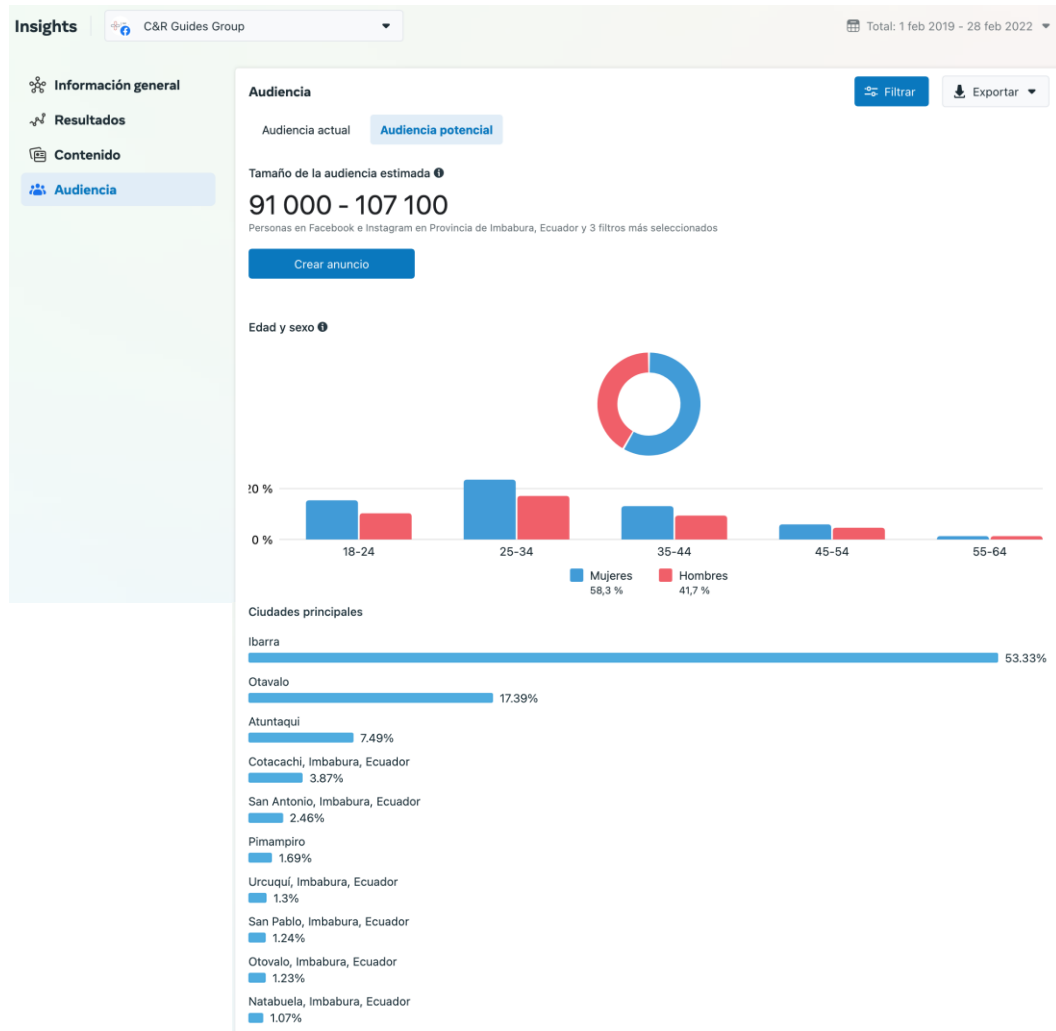 Insights
C&R Guides Group
Total: 1 feb 2019 - 28 feb 2022
Información general
Resultados
Contenido
Audiencia
Audiencia
Filtrar
Exportar
Audiencia actual
Audiencia potencial
Tamaño de la audiencia estimada
91 000 - 107 100
Personas en Facebook e Instagram en Provincia de Imbabura, Ecuador y 3 filtros más seleccionados
Crear anuncio
Edad y sexo
20 %
0 %
18-24 25-34 35-44 45-54 55-64
Mujeres Hombres
58,3 % 41,7 %
Ciudades principales
Ibarra
53.33%
Otavalo
17.39%
Atuntaqui
7.49%
Cotacachi, Imbabura, Ecuador
3.87%
San Antonio, Imbabura, Ecuador
2.46%
Pimampiro
1.69%
Urcuquí, Imbabura, Ecuador
1.3%
San Pablo, Imbabura, Ecuador
1.24%
Otovalo, Imbabura, Ecuador
1.23%
Natabuela, Imbabura, Ecuador
1.07%